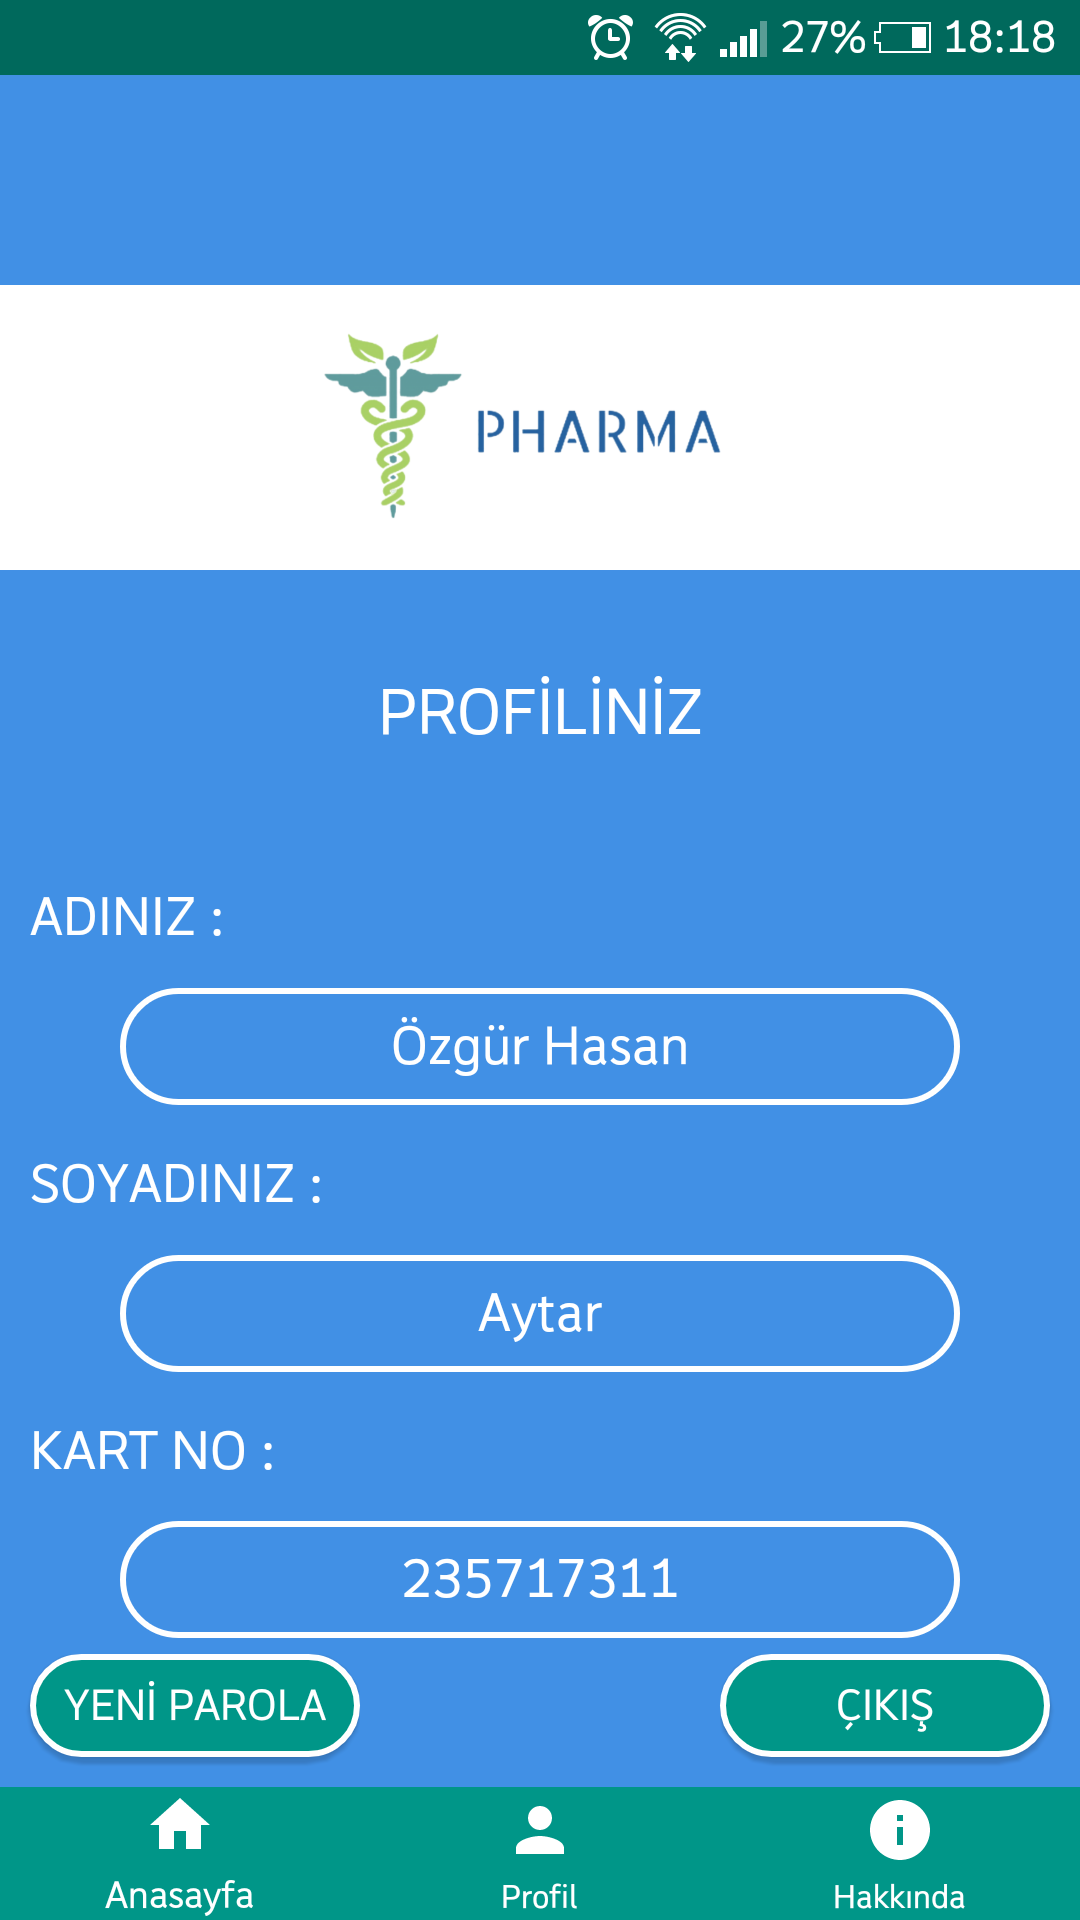 27% 18:18
PHARMA
PROFİLİNİZ
ADINIZ :
Özgür Hasan
SOYADINIZ :
Aytar
KART NO :
235717311
YENİ PAROLA ÇIKIŞ
Anasayfa Profil Hakkında